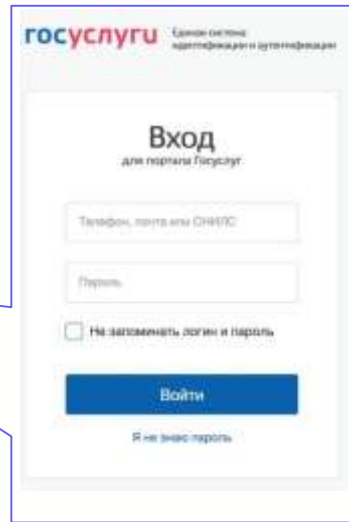 госуслуги
Единая система
идентификации и аутентификации
Вход
для портала Госуслуг
Телефон, почта или СНИЛС
Пароль
Не запоминать логин и пароль
Войти
Я не знаю пароль